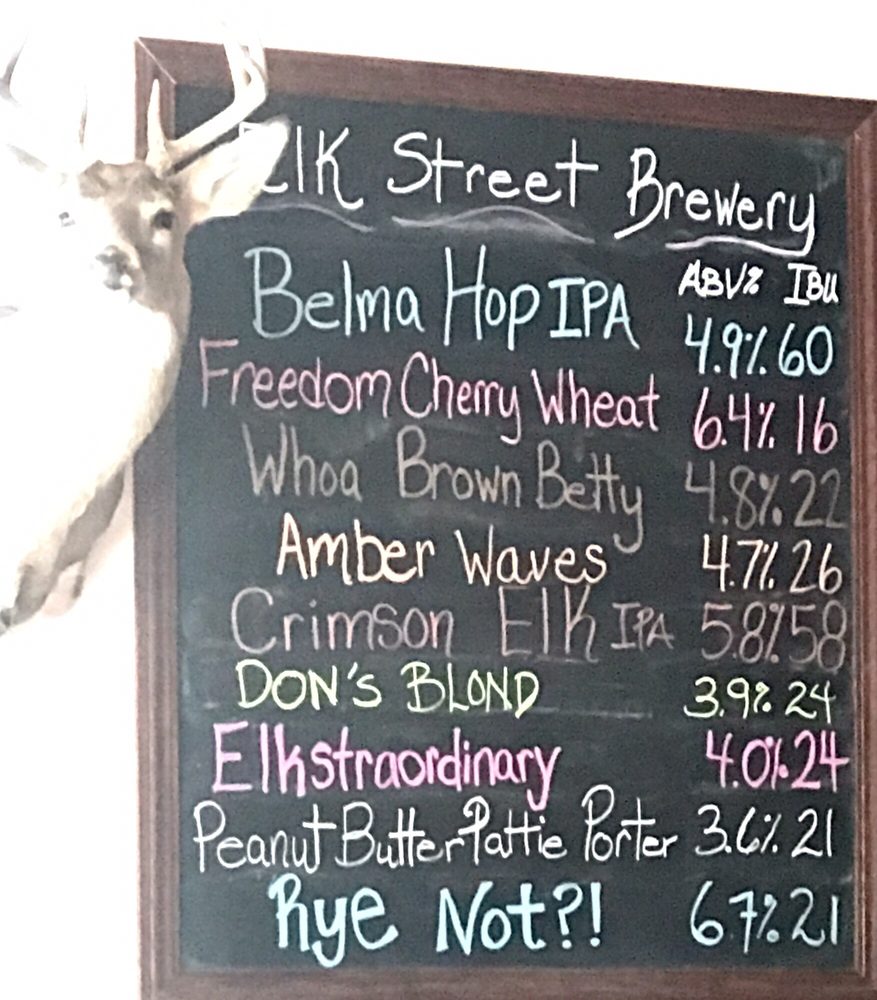 Elk Street Brewery
ABV% IBU
Belma Hop IPA 4.9% 60
Freedom Cherry Wheat 6.4% 16
Whoa Brown Betty 4.8% 22
Amber Waves 4.7% 26
Crimson Elk IPA 5.8% 58
DON'S BLOND 3.9% 24
Elkstraordinary 4.0% 24
Peanut Butter Pattie Porter 3.6% 21
Rye Not?! 6.7% 21